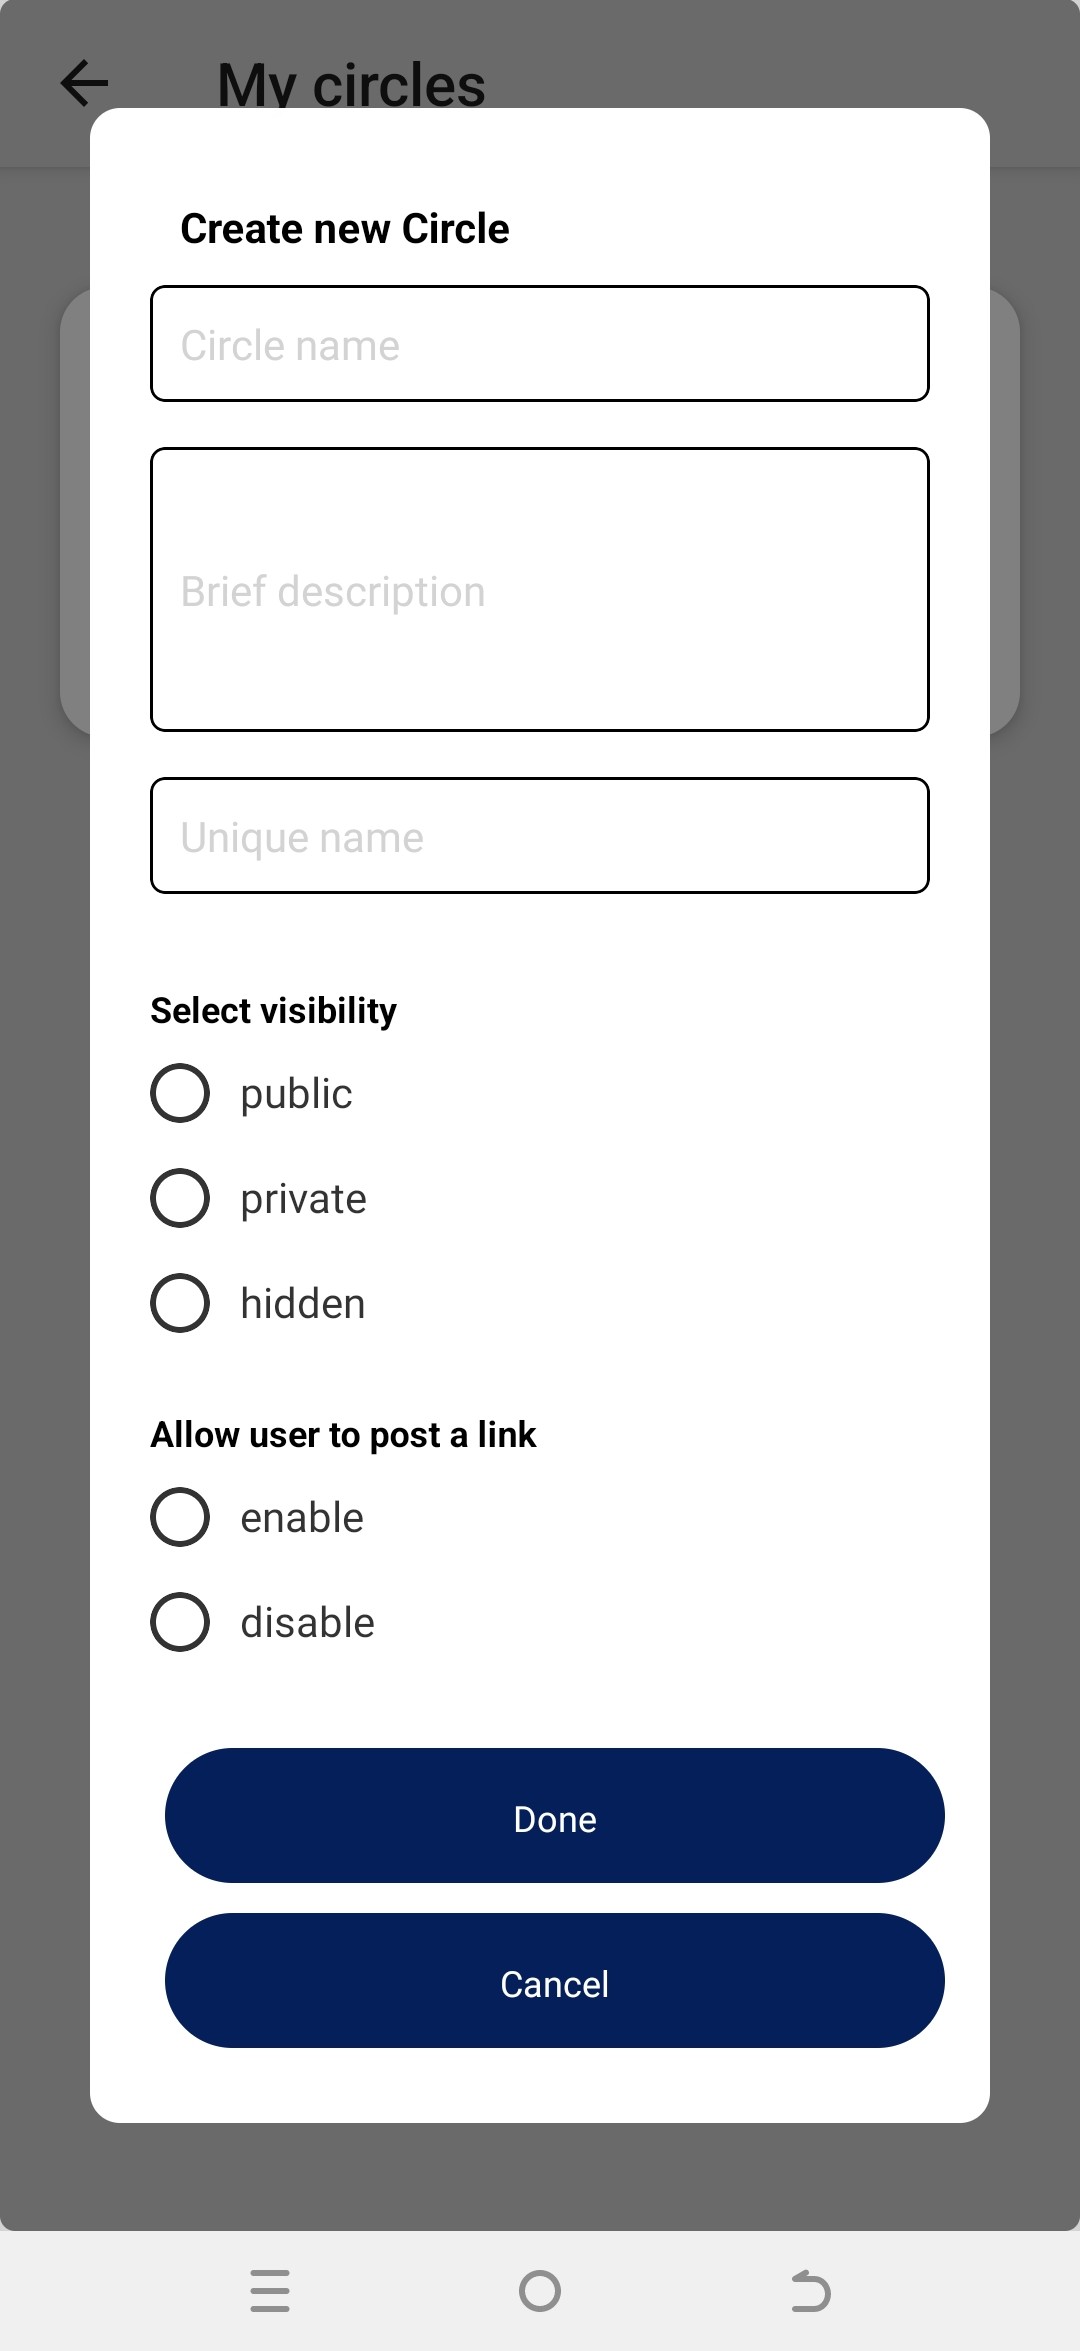 My circles
Create new Circle
Circle name
Brief description
Unique name
Select visibility
public
private
hidden
Allow user to post a link
enable
disable
Done
Cancel